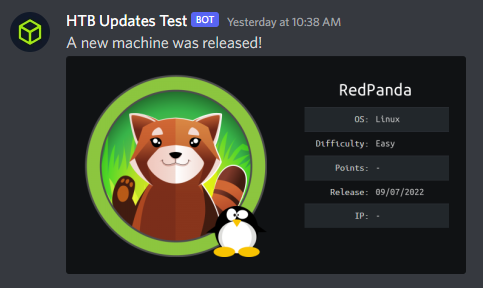 HTB Updates Test BOT Yesterday at 10:38 AM
A new machine was released!
RedPanda
OS: Linux
Difficulty: Easy
Points: -
Release: 09/07/2022
IP: -